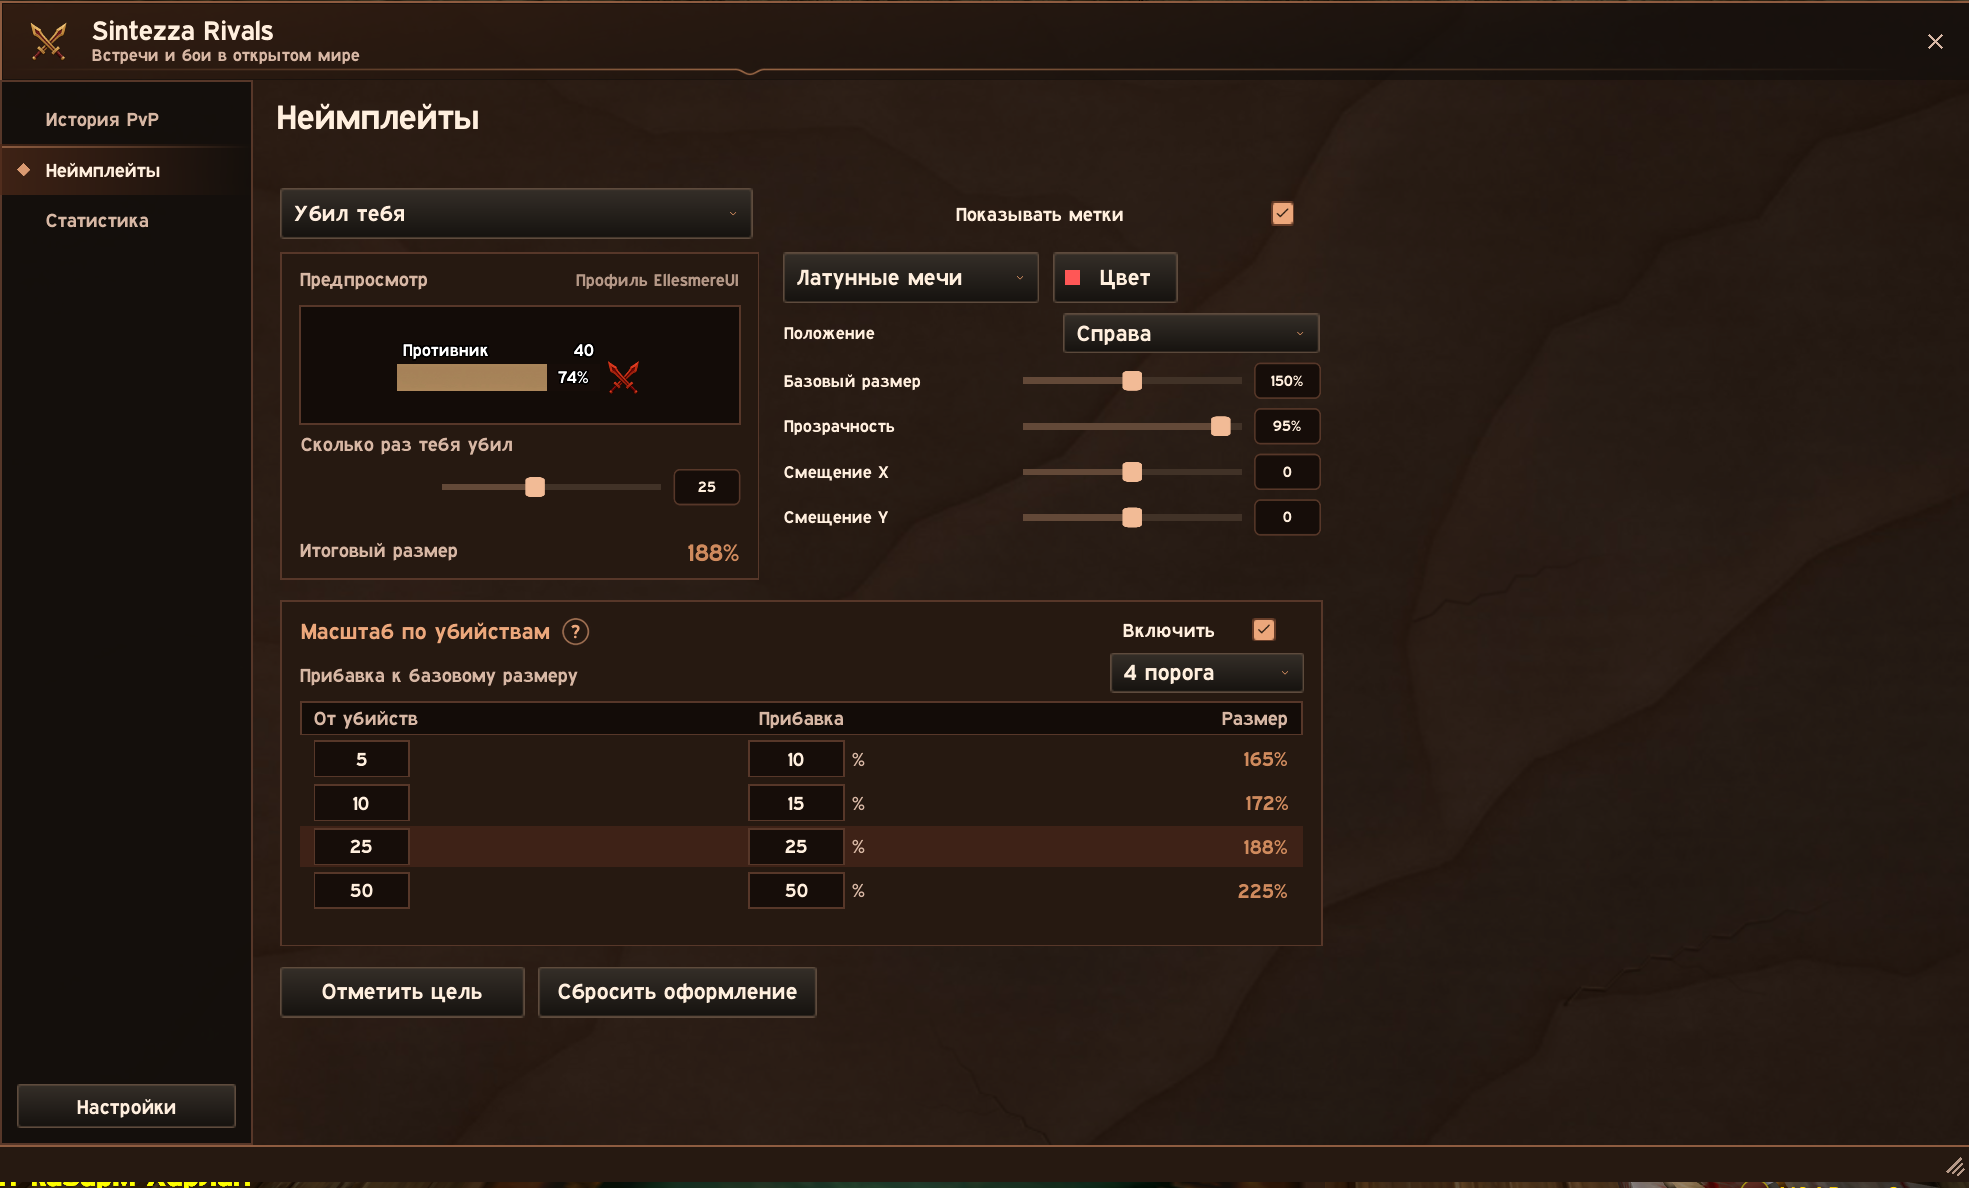 Sintezza Rivals
Встречи и бои в открытом мире
История PvP
Неймплейты
Статистика
Настройки
Неймплейты
Убил тебя
Показывать метки
Предпросмотр
Профиль EllesmereUI
Противник 40
74%
Сколько раз тебя убил
25
Итоговый размер 188%
Латунные мечи
Цвет
Положение Справа
Базовый размер 150%
Прозрачность 95%
Смещение X 0
Смещение Y 0
Масштаб по убийствам ?
Включить
Прибавка к базовому размеру
4 порога
От убийств Прибавка Размер
5 10 % 165%
10 15 % 172%
25 25 % 188%
50 50 % 225%
Отметить цель
Сбросить оформление